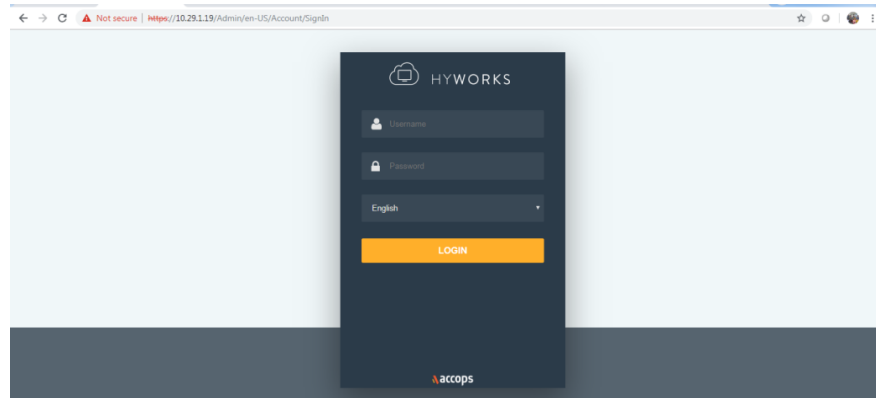 Not secure | https://10.29.1.19/Admin/en-US/Account/SignIn
HYWORKS
Username
Password
English
LOGIN
accops